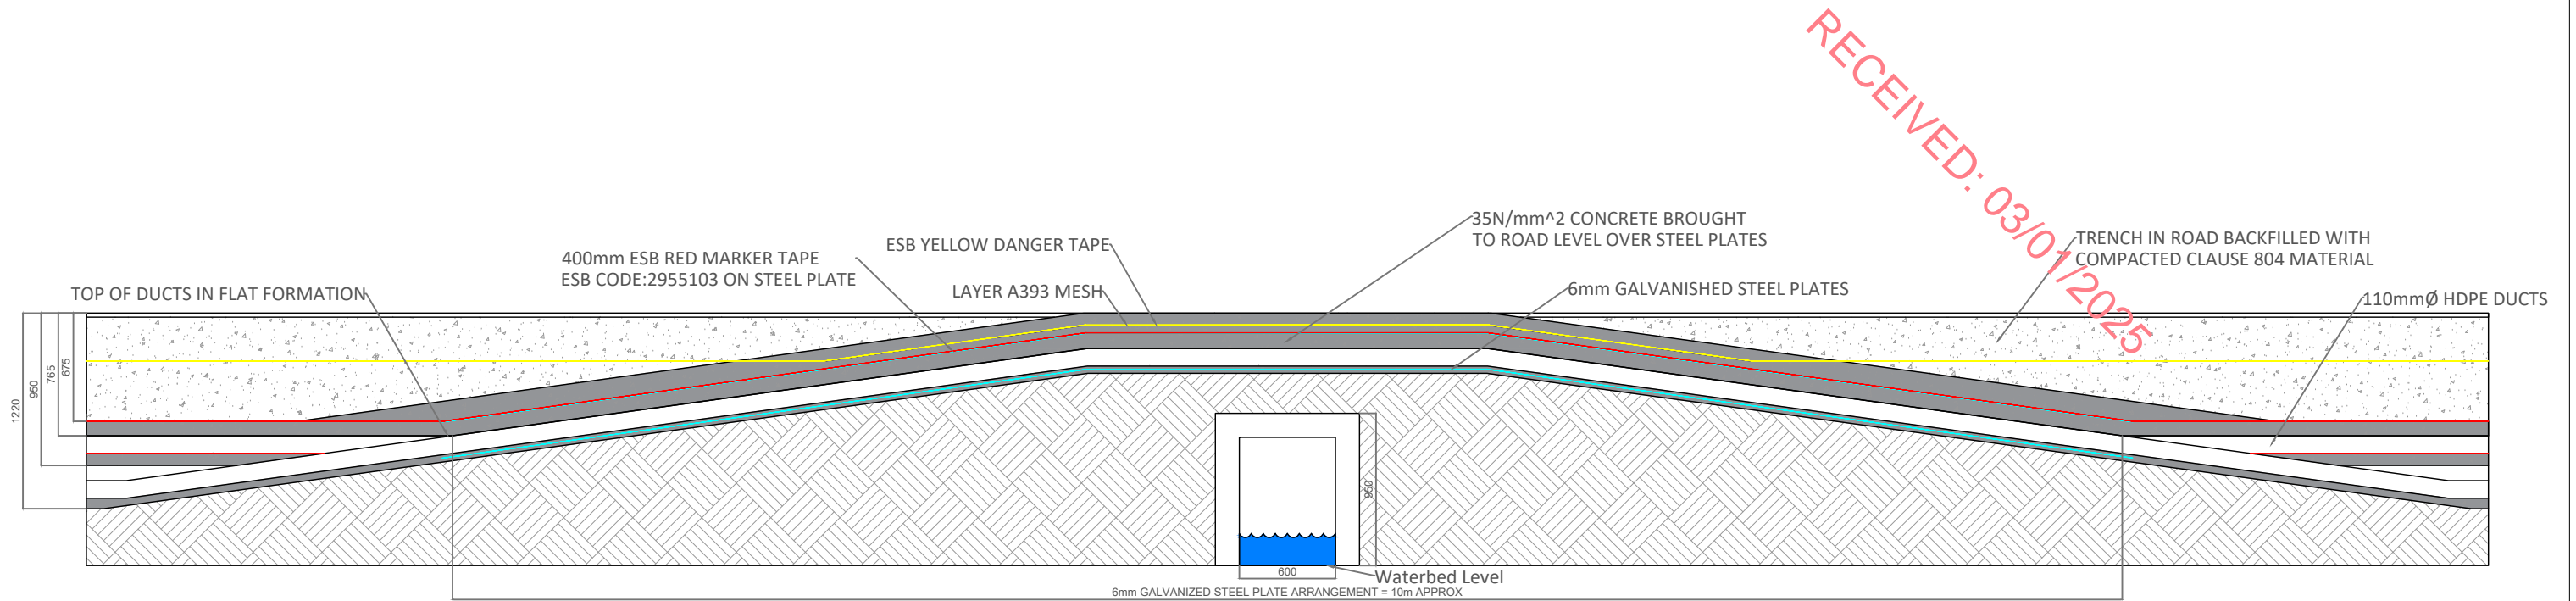 RECEIVED: 03/01/2025
35N/mm^2 CONCRETE BROUGHT
TO ROAD LEVEL OVER STEEL PLATES
ESB YELLOW DANGER TAPE
TRENCH IN ROAD BACKFILLED WITH
COMPACTED CLAUSE 804 MATERIAL
400mm ESB RED MARKER TAPE
ESB CODE:2955103 ON STEEL PLATE
TOP OF DUCTS IN FLAT FORMATION
LAYER A393 MESH
6mm GALVANISHED STEEL PLATES
110mmØ HDPE DUCTS
1220
950
765
675
950
600
Waterbed Level
6mm GALVANIZED STEEL PLATE ARRANGEMENT = 10m APPROX